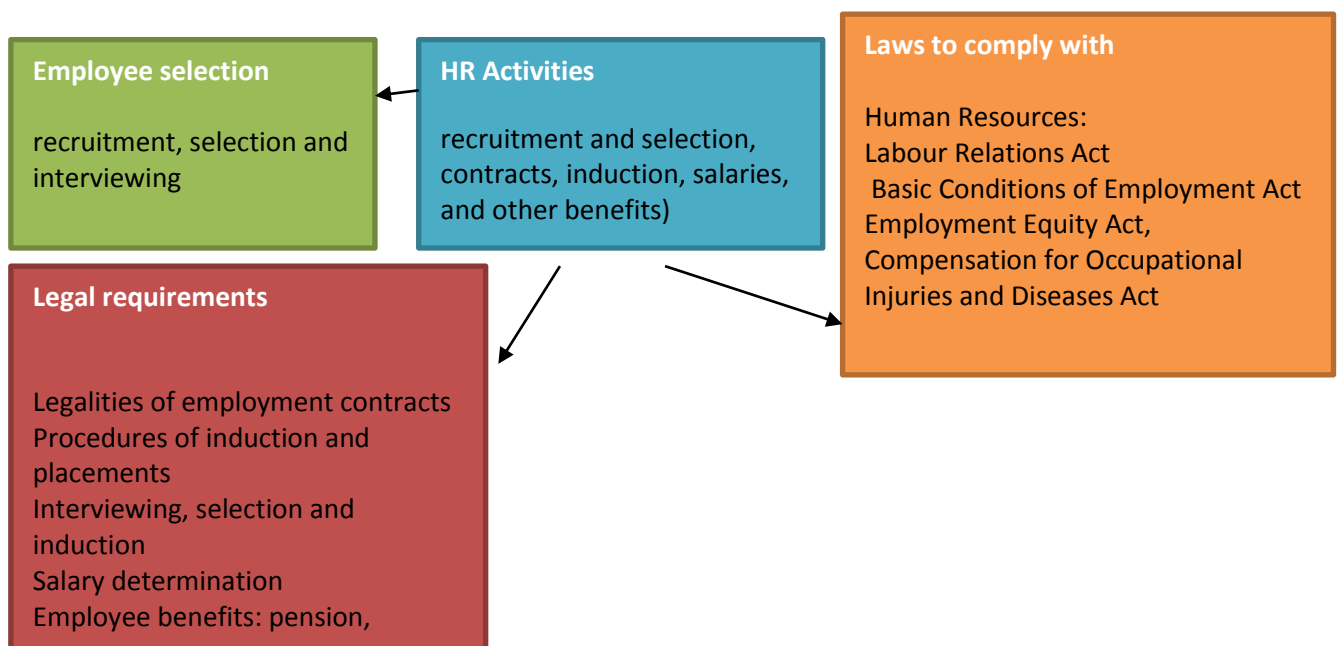 Employee selection
recruitment, selection and
interviewing
HR Activities
recruitment and selection,
contracts, induction, salaries,
and other benefits)
Laws to comply with
Human Resources:
Labour Relations Act
Basic Conditions of Employment Act
Employment Equity Act,
Compensation for Occupational
Injuries and Diseases Act
Legal requirements
Legalities of employment contracts
Procedures of induction and
placements
Interviewing, selection and
induction
Salary determination
Employee benefits: pension,